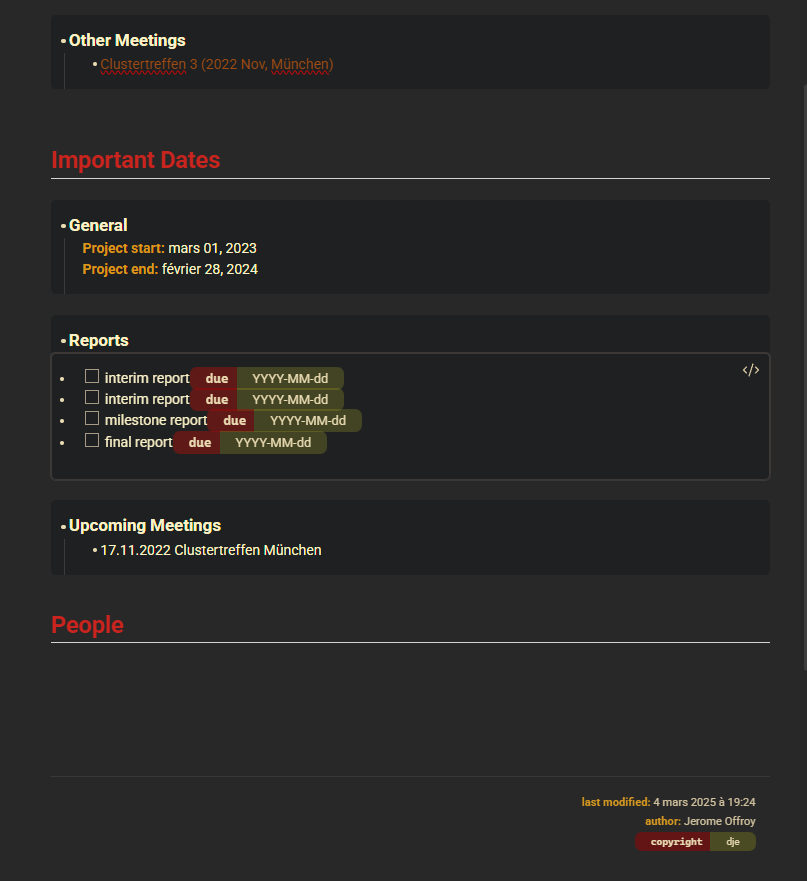 Other Meetings
Clustertreffen 3 (2022 Nov, München)
Important Dates
General
Project start: mars 01, 2023
Project end: février 28, 2024
Reports
interim report due YYYY-MM-dd
interim report due YYYY-MM-dd
milestone report due YYYY-MM-dd
final report due YYYY-MM-dd
Upcoming Meetings
17.11.2022 Clustertreffen München
People
last modified: 4 mars 2025 à 19:24
author: Jerome Offroy
copyright dje